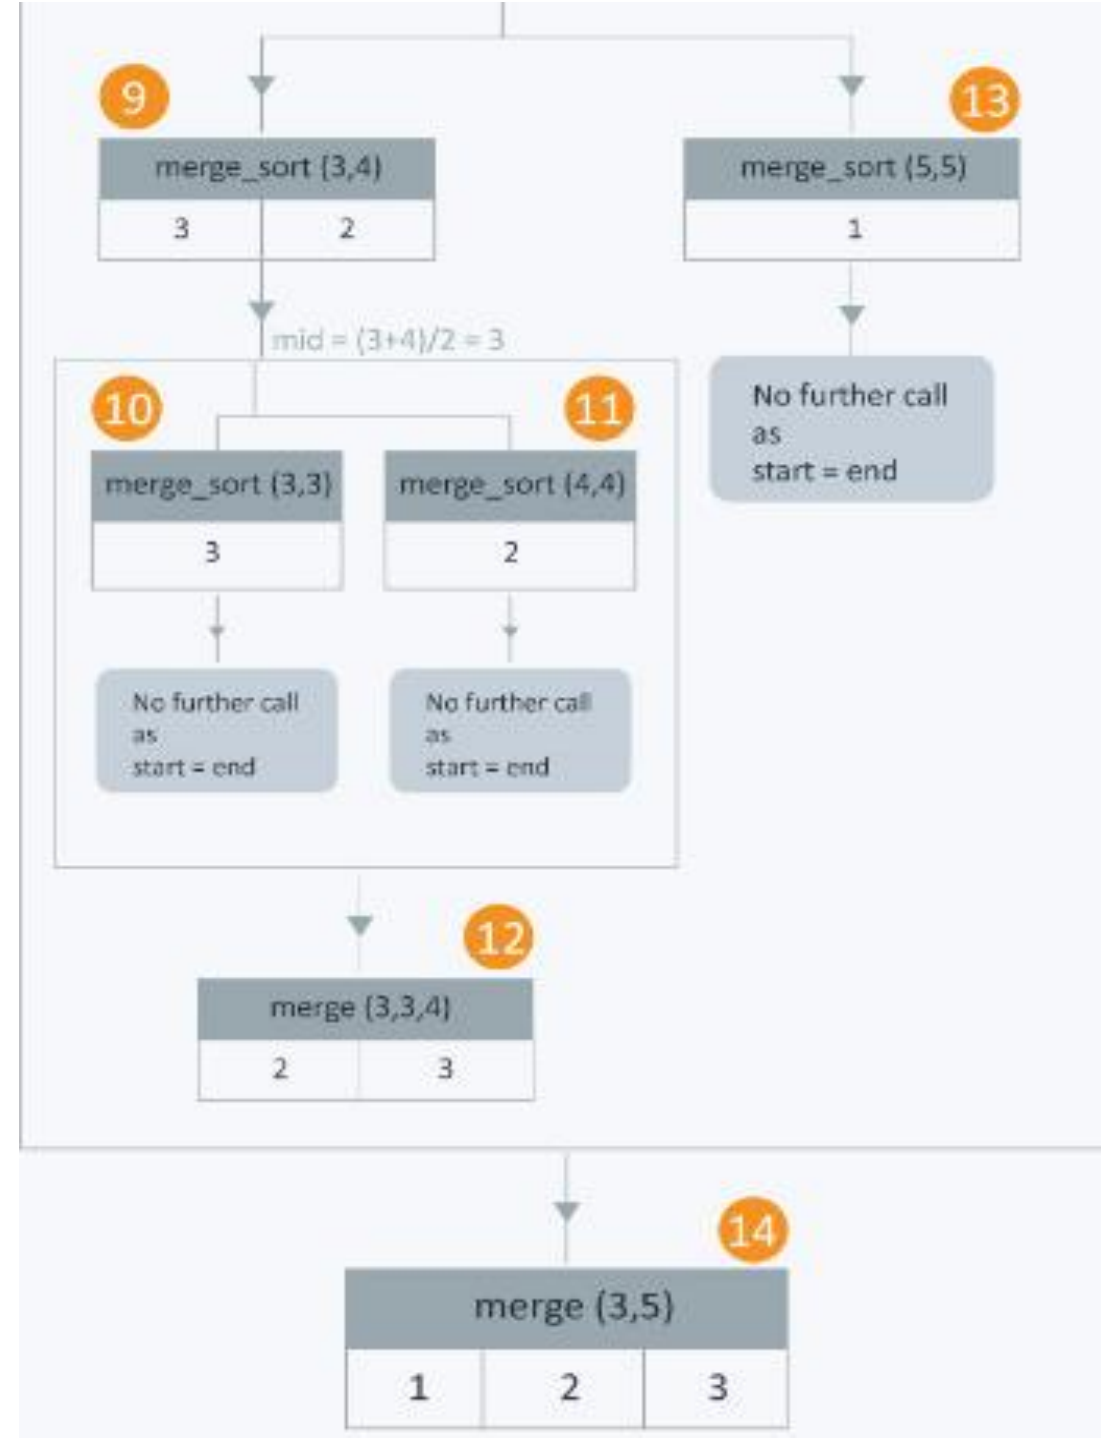 9
13
merge_sort (3,4)
merge_sort (5,5)
3 2
1
mid = (3+4)/2 = 3
10
11
No further call
as
start = end
merge_sort (3,3)
merge_sort (4,4)
3
2
No further call
as
start = end
No further call
as
start = end
12
merge (3,3,4)
2 3
14
merge (3,5)
1 2 3